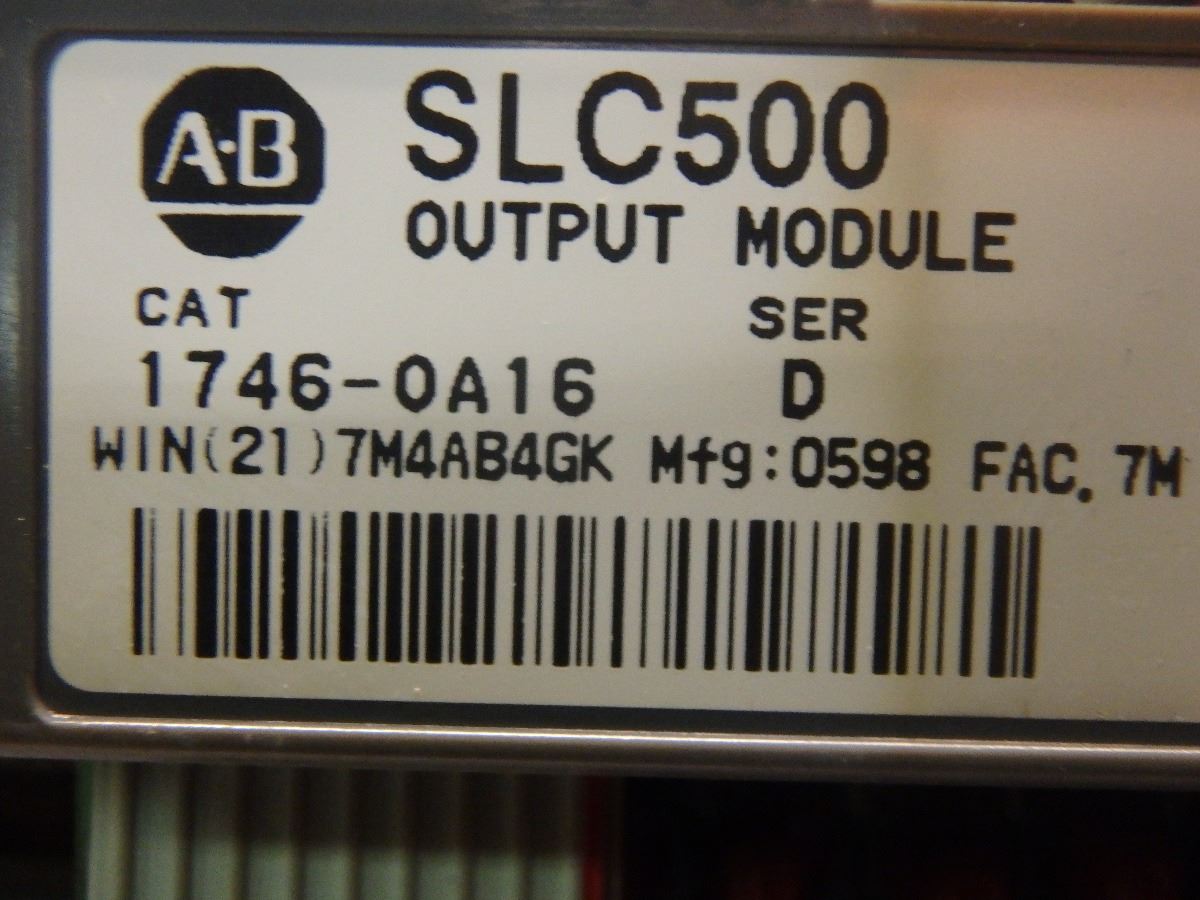 A·B SLC500
OUTPUT MODULE
CAT SER
1746-OA16 D
WIN(21)7M4AB4GK Mfg:0598 FAC. 7M